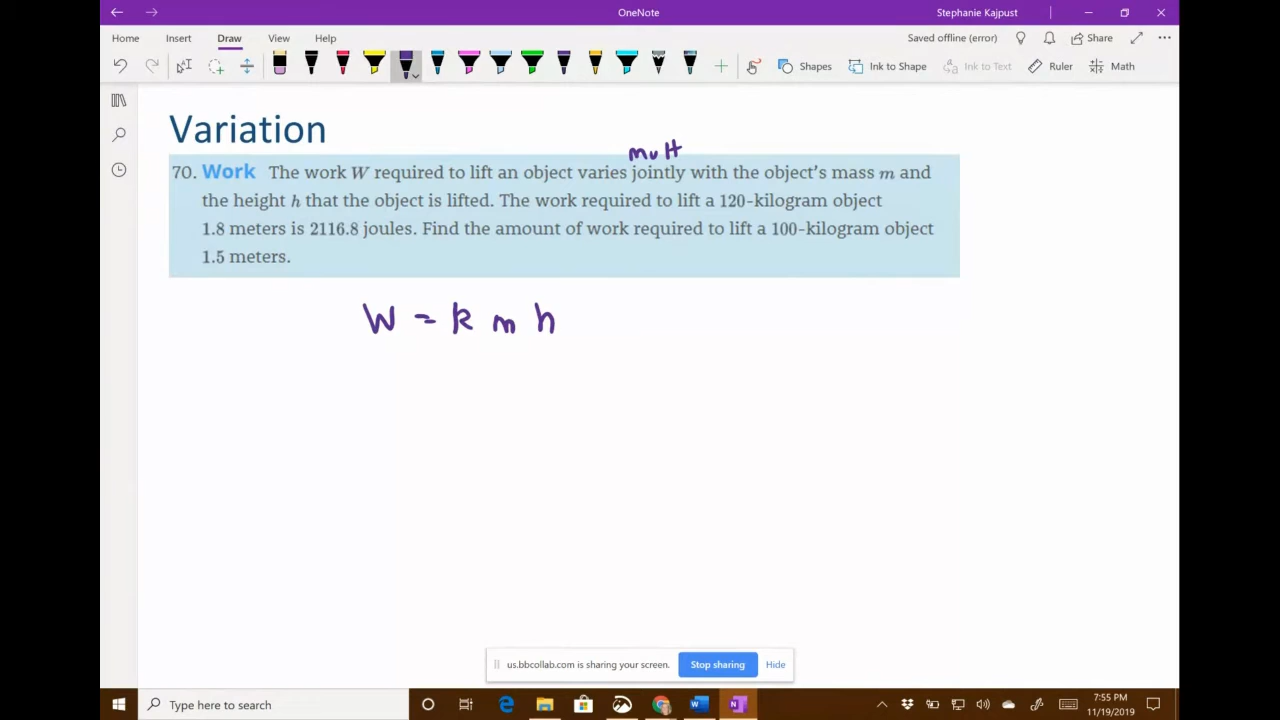 OneNote
Stephanie Kajpust
Home Insert Draw View Help
Saved offline (error)
Share
Shapes
Ink to Shape
Ink to Text
Ruler
Math
Variation
mult
70. Work The work W required to lift an object varies jointly with the object's mass m and
the height h that the object is lifted. The work required to lift a 120-kilogram object
1.8 meters is 2116.8 joules. Find the amount of work required to lift a 100-kilogram object
1.5 meters.
W = k m h
us.bbcollab.com is sharing your screen. Stop sharing Hide
Type here to search
7:55 PM
11/19/2019